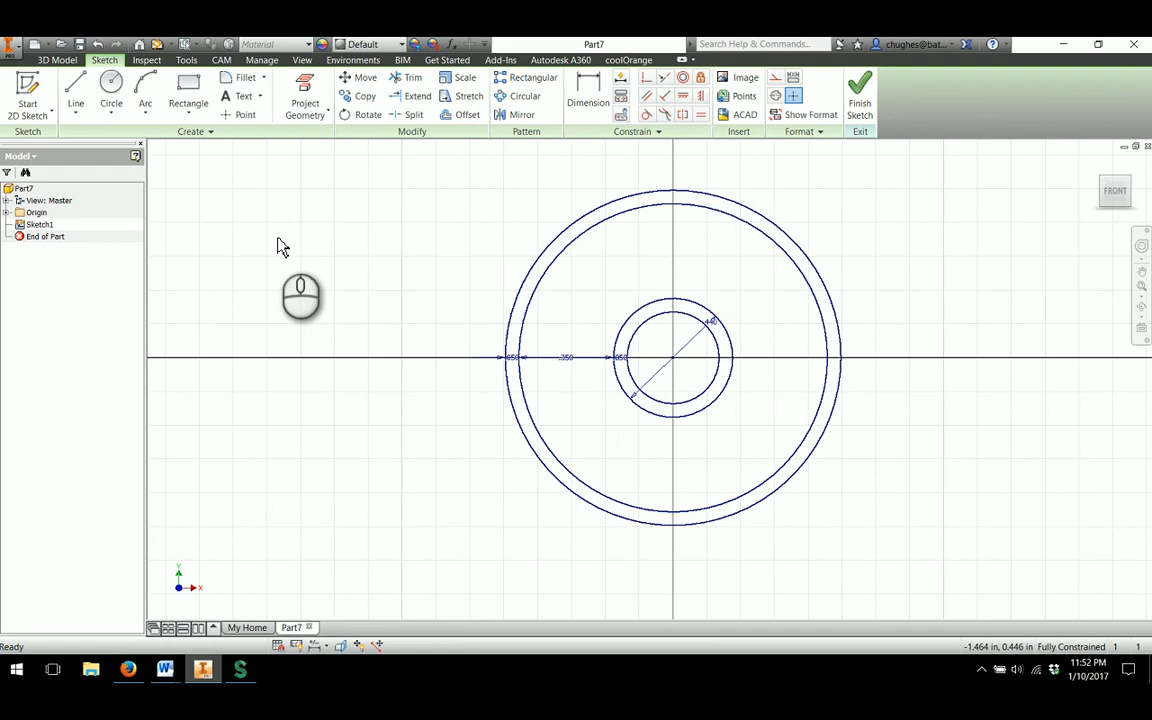 Material
Default
Part7
Search Help & Commands...
chughes@bat...
PRO
3D Model Sketch Inspect Tools View Environments BIM Get Started Add-Ins Autodesk A360 coolOrange
CAM Manage
Start
2D Sketch
Line
Circle
Arc
Rectangle
Fillet
Text
Point
Project
Geometry
Move
Trim
Scale
Copy
Extend
Stretch
Rotate
Split
Offset
Rectangular
Circular
Mirror
Dimension
Image
Points
ACAD
Show Format
Finish
Sketch
Sketch
Create
Modify
Pattern
Constrain
Insert
Format
Exit
Model
Part7
View: Master
Origin
Sketch1
End of Part
FRONT
.440
.050
.350
.050
Y
X
My Home
Part7
Ready
-1.464 in, 0.446 in Fully Constrained 1 1
11:52 PM
1/10/2017